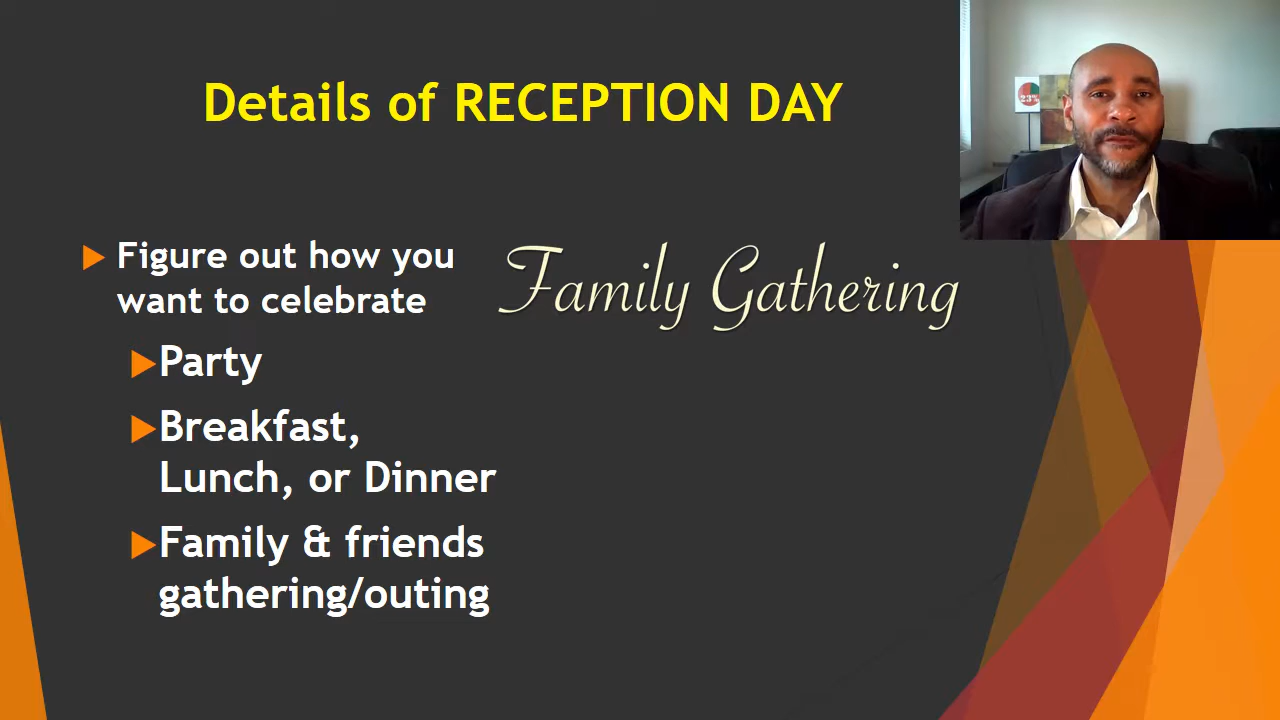 Details of RECEPTION DAY
Figure out how you
want to celebrate
Family Gathering
Party
Breakfast,
Lunch, or Dinner
Family & friends
gathering/outing